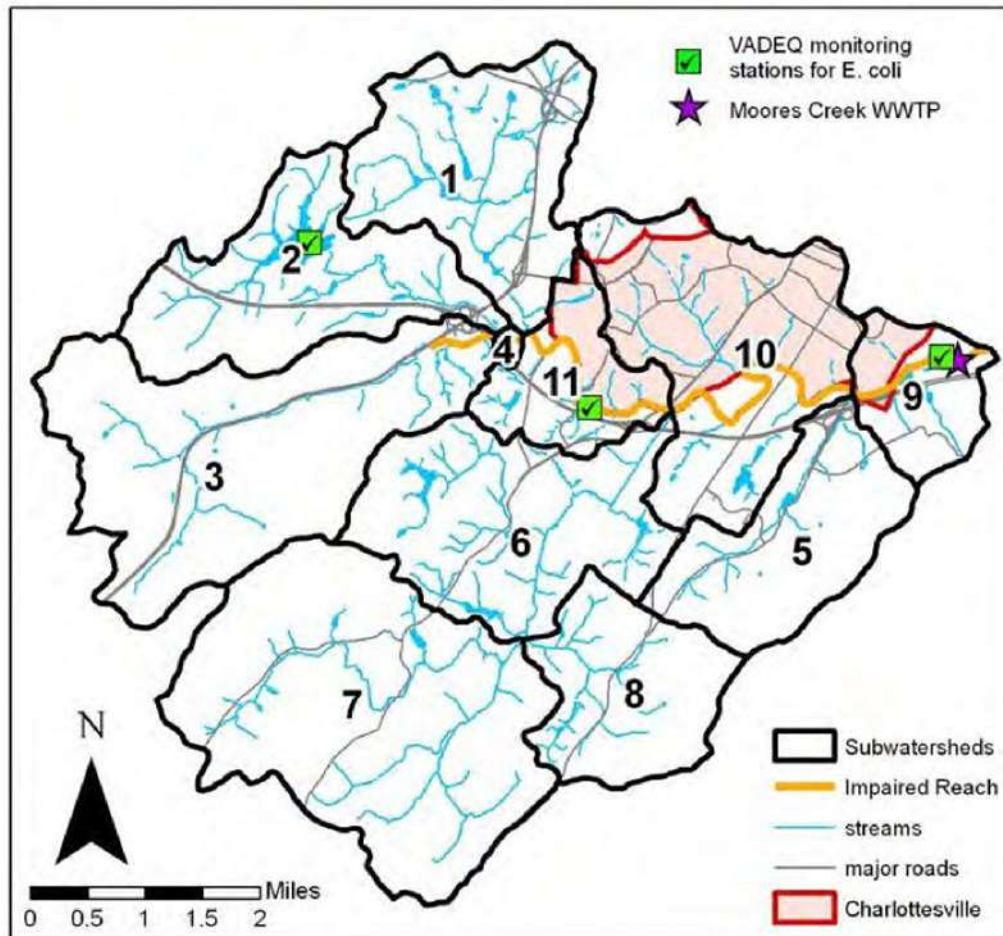 VADEQ monitoring
stations for E. coli
Moores Creek WWTP
1
2
4
10
11
9
3
6
5
7
8
N
Subwatersheds
Impaired Reach
streams
major roads
Charlottesville
Miles
0 0.5 1 1.5 2